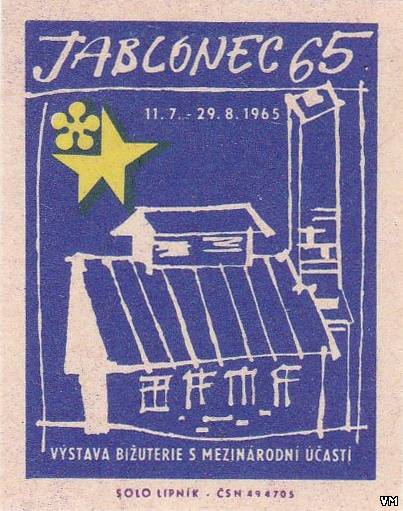 JABLONEC 65
11. 7. - 29. 8. 1965
VÝSTAVA BIŽUTERIE S MEZINÁRODNÍ ÚČASTÍ
SOLO LIPNÍK - ČSN 494705
VM